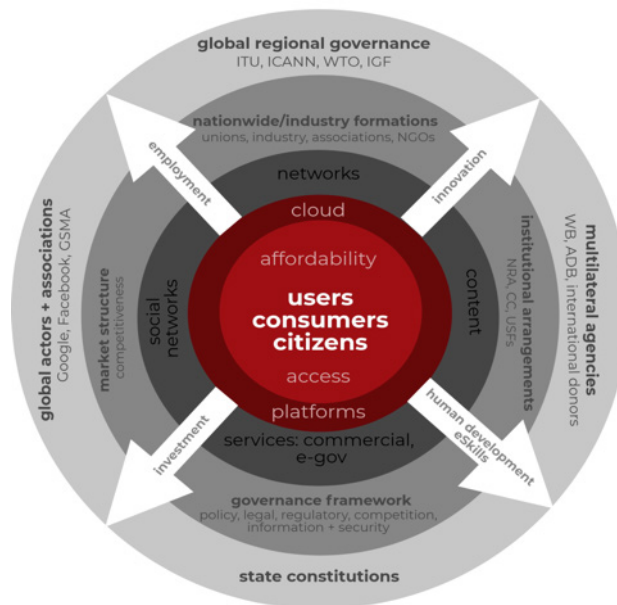 global regional governance
ITU, ICANN, WTO, IGF
nationwide/industry formations
unions, industry, associations, NGOs
employment
innovation
networks
cloud
affordability
users
consumers
citizens
access
platforms
services: commercial,
e-gov
social
networks
content
market structure
competitiveness
institutional arrangements
NRA, CC, USFs
global actors + associations
Google, Facebook, GSMA
multilateral agencies
WB, ADB, international donors
investment
human development
eSkills
governance framework
policy, legal, regulatory, competition,
information + security
state constitutions